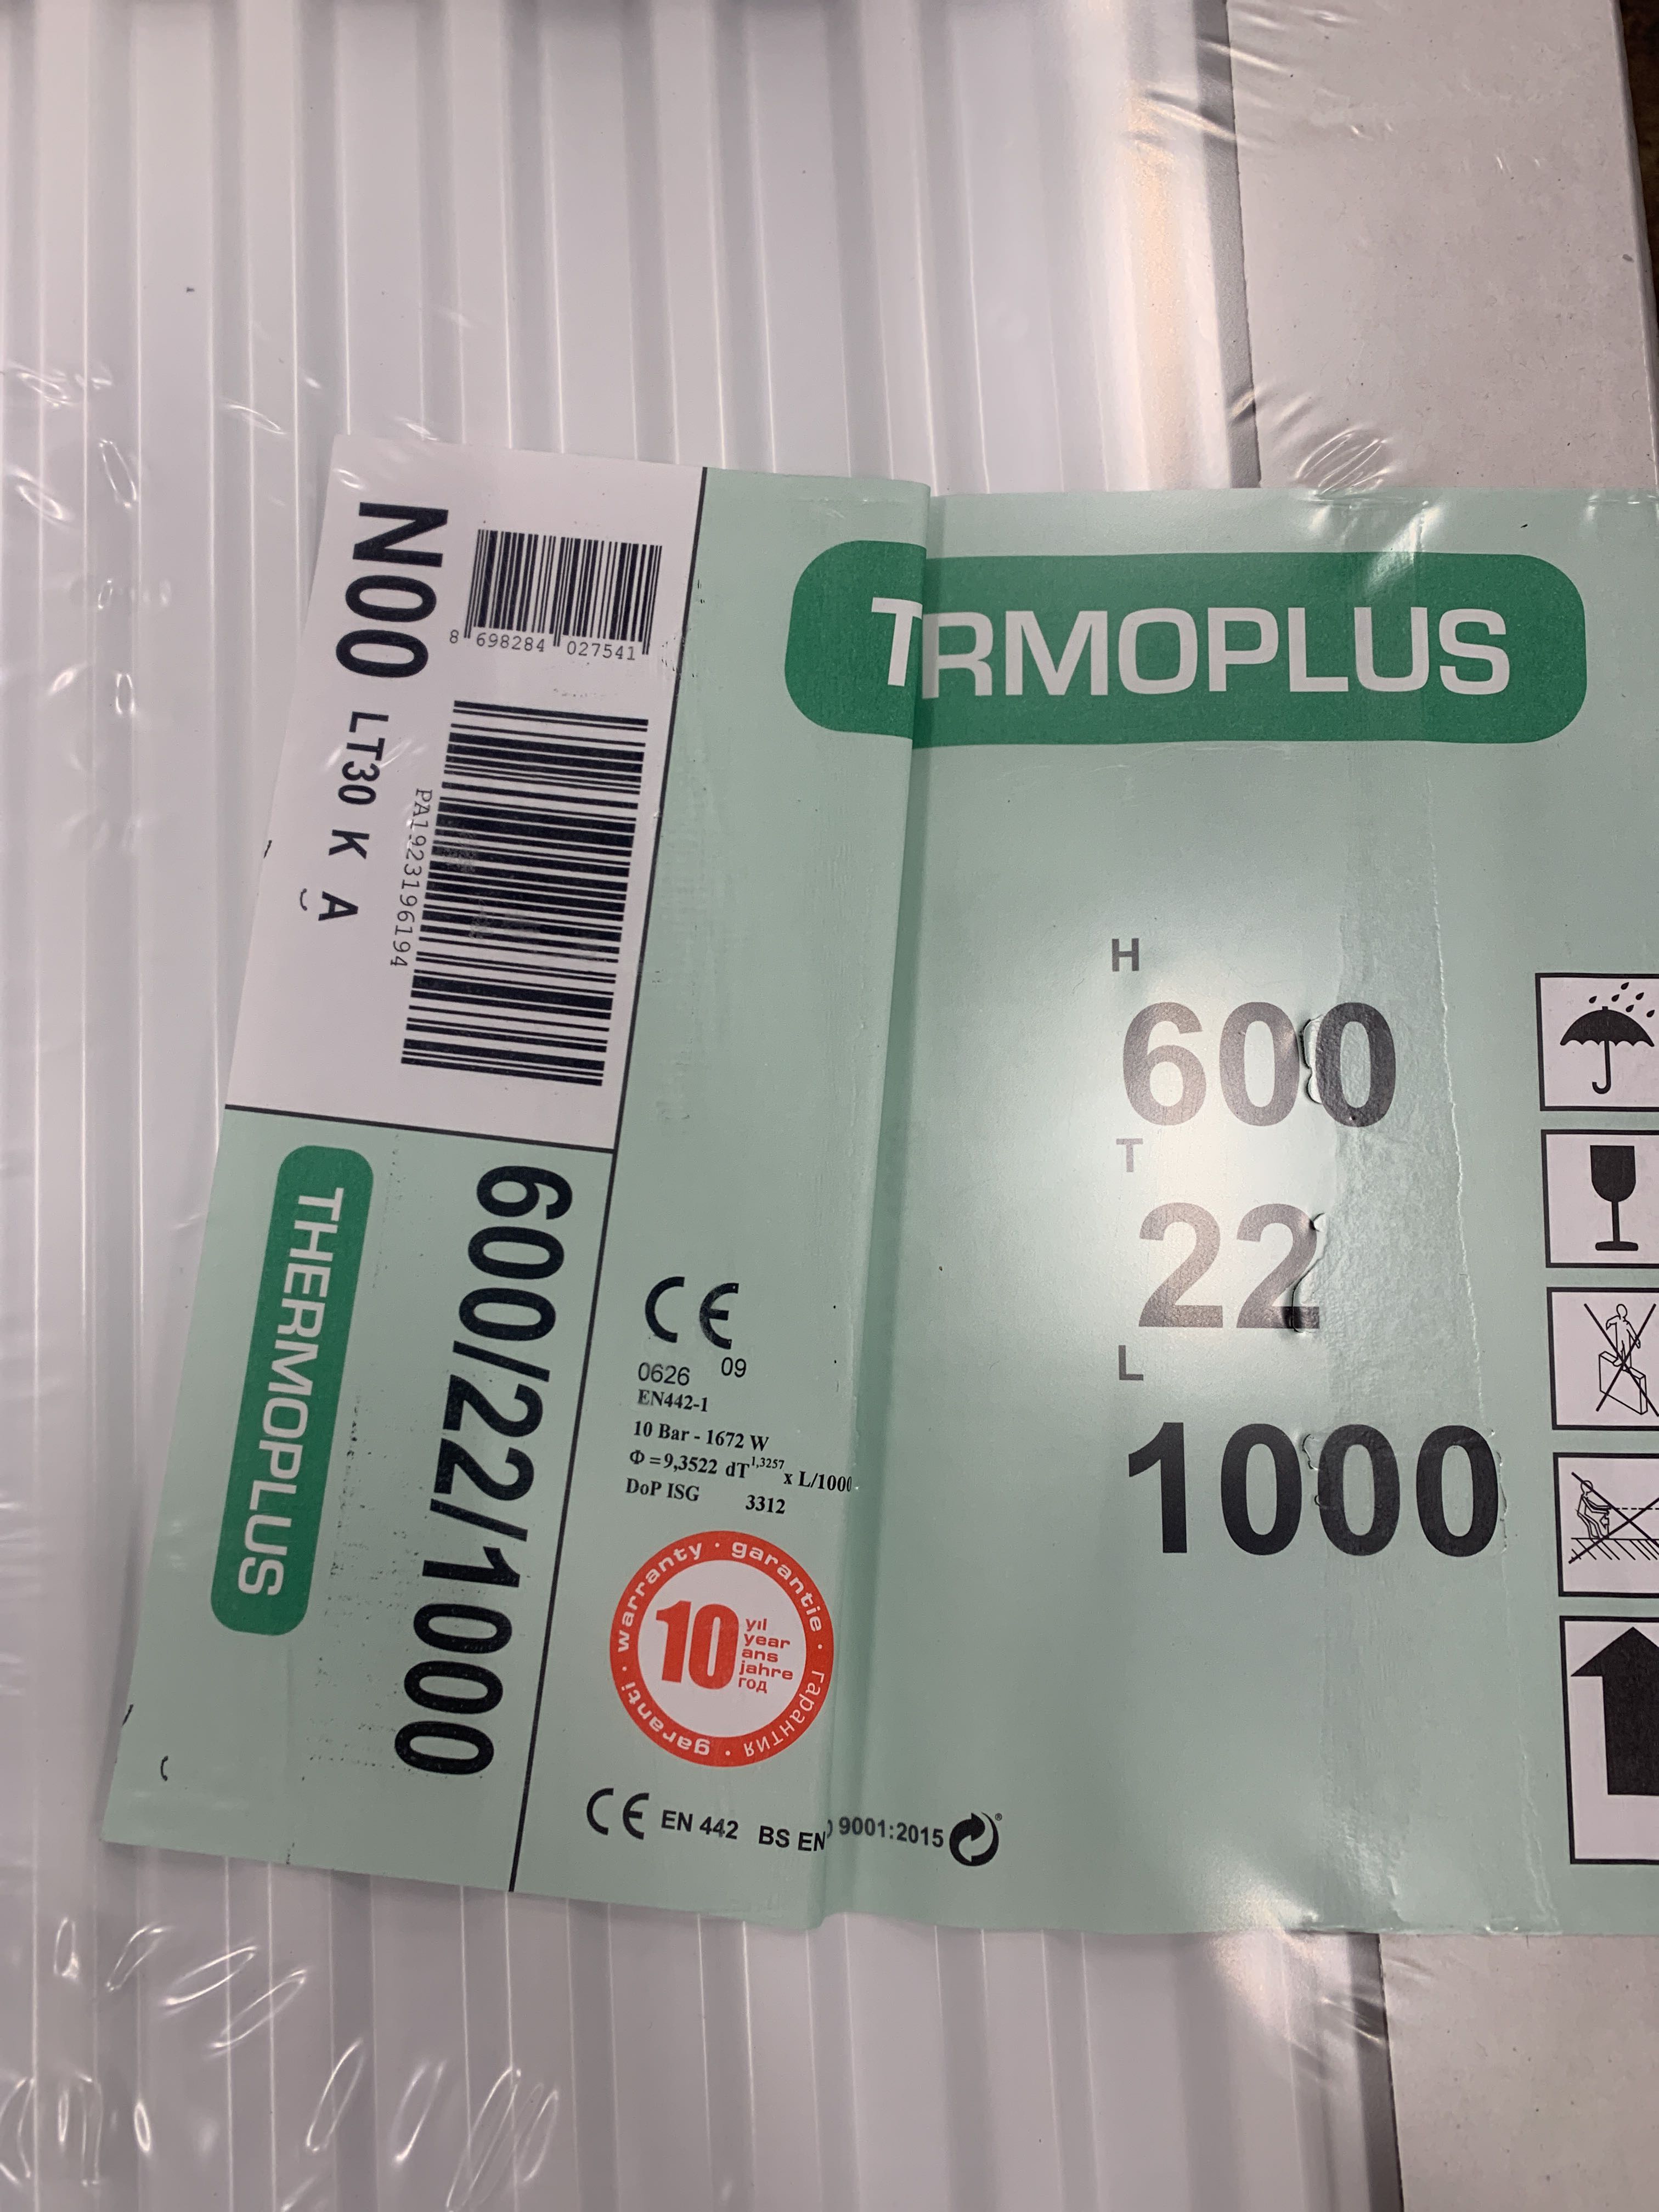 N00 LT30 K A
8 698284 027541
PA1923196194
THERMOPLUS
600/22/1000
TRMOPLUS
H
600
T
22
L
1000
CE
0626 09
EN442-1
10 Bar - 1672 W
Φ = 9,3522 dT^1,3257 x L/1000
DoP ISG 3312
warranty · garantie · гарантия · garanti ·
10
yıl
year
ans
jahre
год
CE EN 442 BS EN 9001:2015